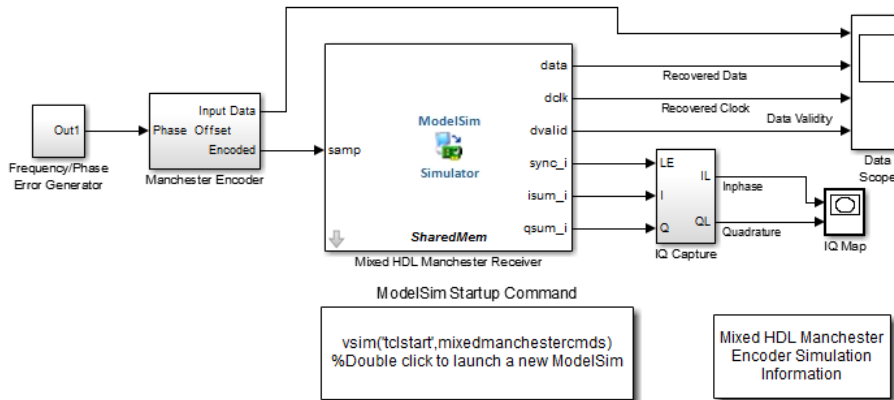 Out1
Frequency/Phase
Error Generator
Input Data
Phase Offset
Encoded
Manchester Encoder
data
dclk
dvalid
sync_i
isum_i
qsum_i
samp
ModelSim
Simulator
SharedMem
Mixed HDL Manchester Receiver
Recovered Data
Recovered Clock
Data Validity
Data
Scope
LE
I
Q
IL
QL
IQ Capture
Inphase
Quadrature
IQ Map
ModelSim Startup Command
vsim('tclstart',mixedmanchestercmds)
%Double click to launch a new ModelSim
Mixed HDL Manchester
Encoder Simulation
Information